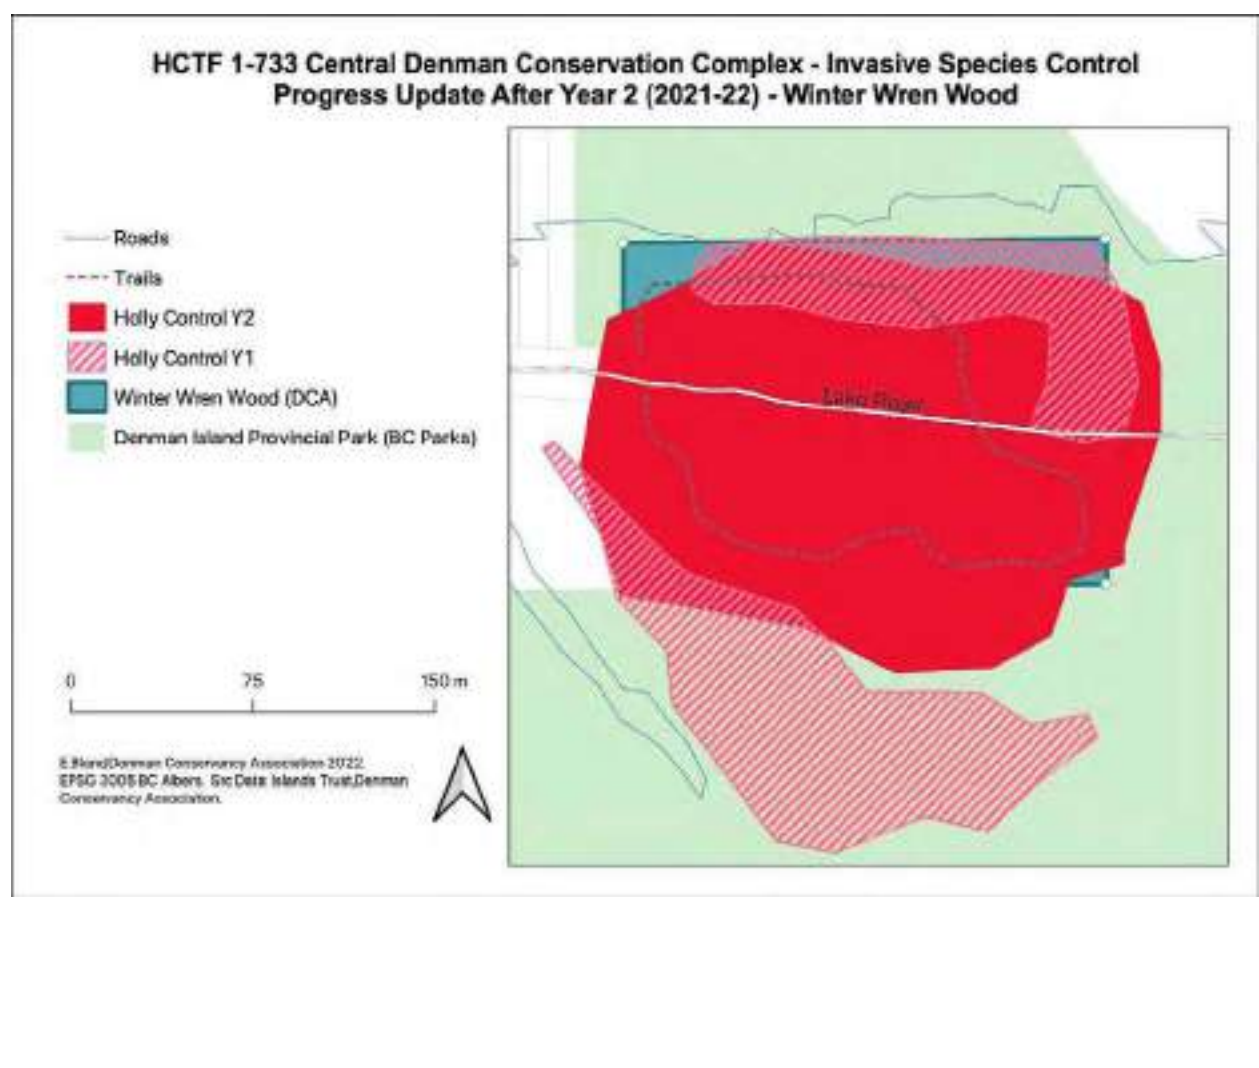 HCTF 1-733 Central Denman Conservation Complex - Invasive Species Control
Progress Update After Year 2 (2021-22) - Winter Wren Wood
Roads
Trails
Holly Control Y2
Holly Control Y1
Winter Wren Wood (DCA)
Denman Island Provincial Park (BC Parks)
Lake Road
0 75 150 m
E.Bland,Denman Conservancy Association 2022.
EPSG 3005 BC Albers. Src Data: Islands Trust,Denman
Conservancy Association.